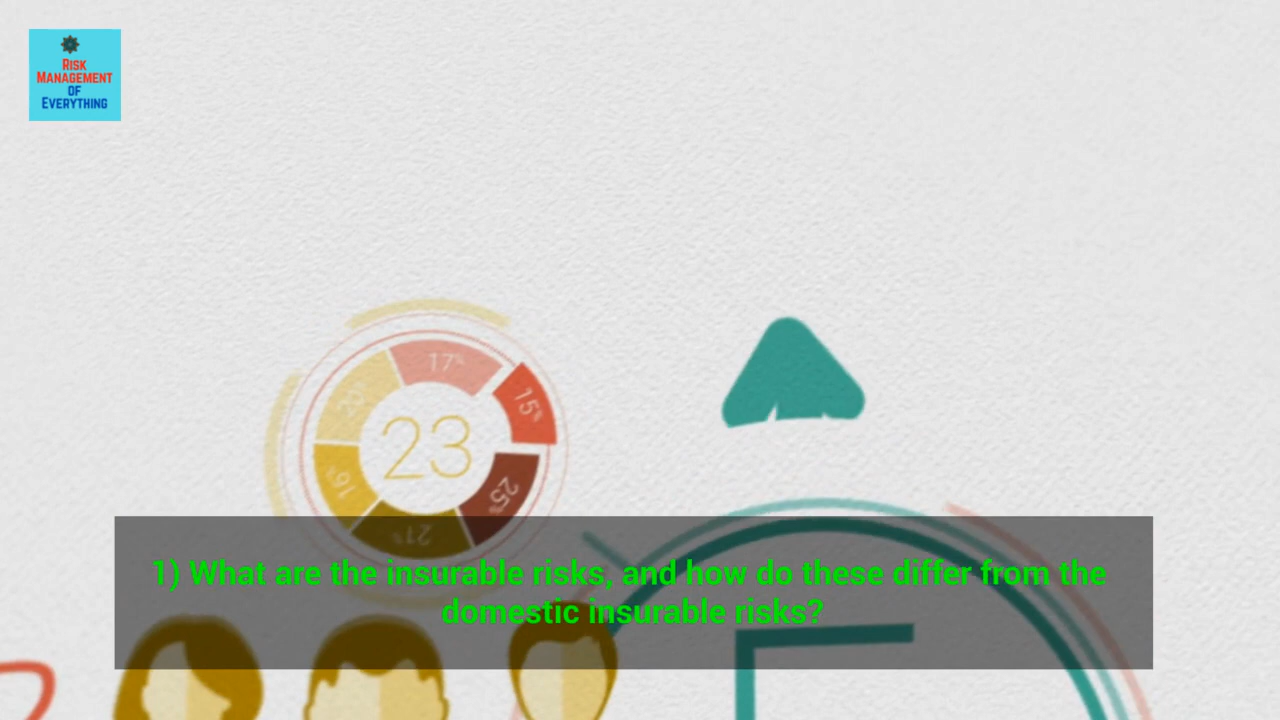 RISK
MANAGEMENT
OF
EVERYTHING
17%
15%
20%
23
16%
25%
21%
1) What are the insurable risks, and how do these differ from the
domestic insurable risks?